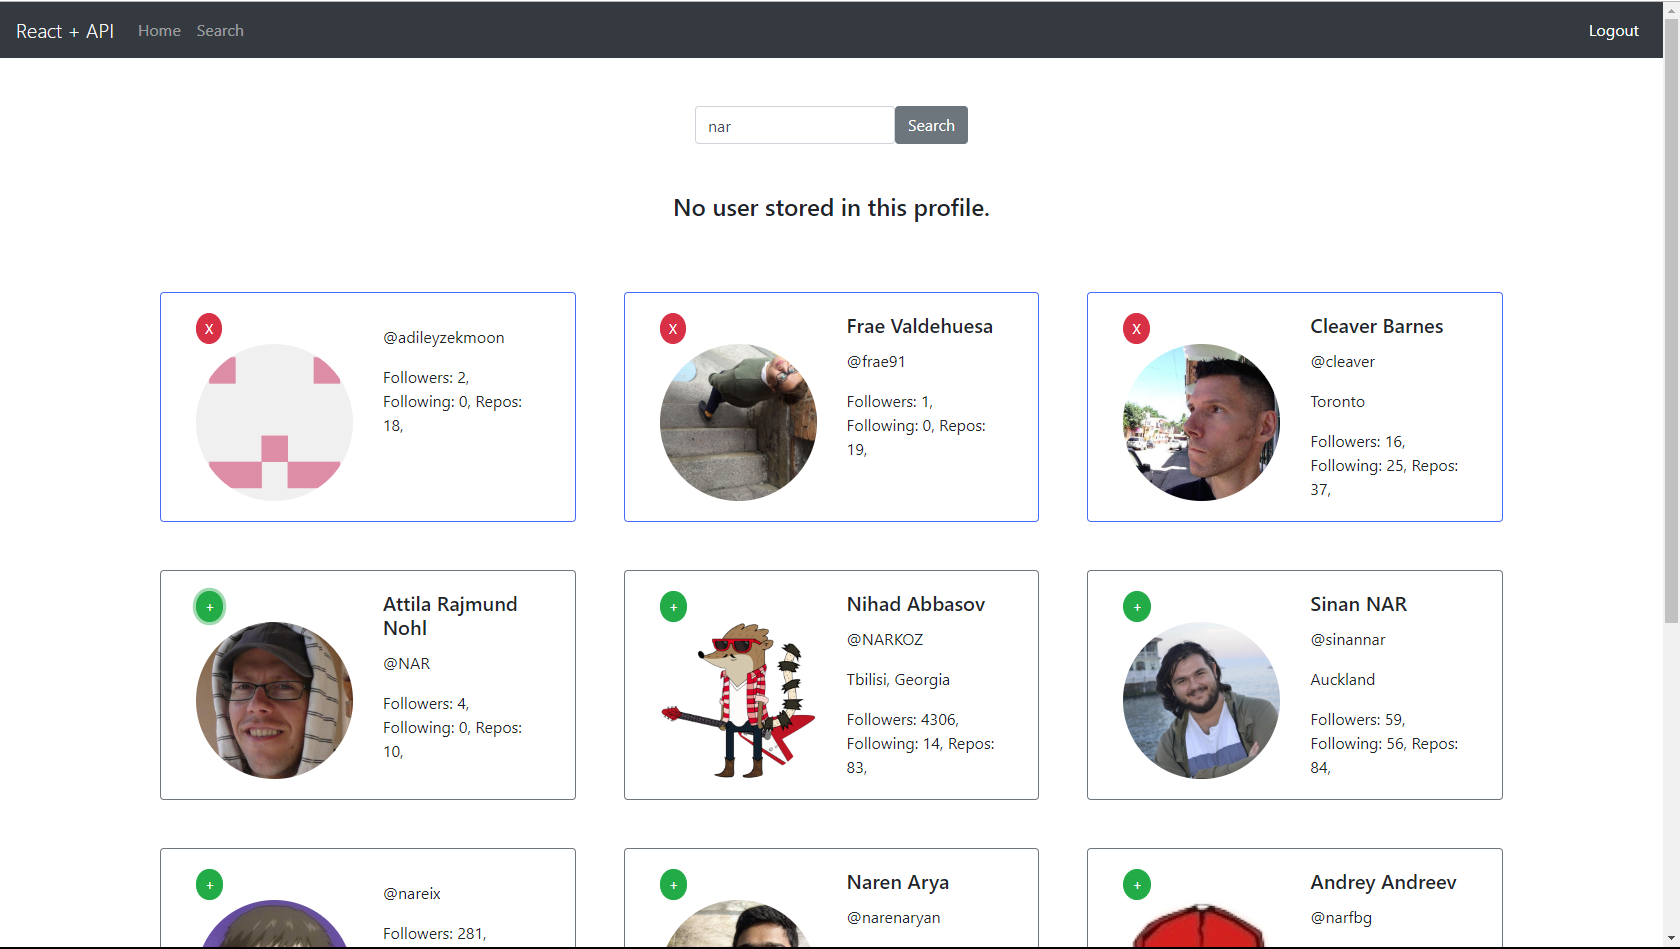 React + API Home Search Logout
nar Search
No user stored in this profile.
X
@adileyzekmoon
Followers: 2,
Following: 0, Repos:
18,
X
Frae Valdehuesa
@frae91
Followers: 1,
Following: 0, Repos:
19,
X
Cleaver Barnes
@cleaver
Toronto
Followers: 16,
Following: 25, Repos:
37,
+
Attila Rajmund
Nohl
@NAR
Followers: 4,
Following: 0, Repos:
10,
+
Nihad Abbasov
@NARKOZ
Tbilisi, Georgia
Followers: 4306,
Following: 14, Repos:
83,
+
Sinan NAR
@sinannar
Auckland
Followers: 59,
Following: 56, Repos:
84,
+
@nareix
Followers: 281,
+
Naren Arya
@narenaryan
+
Andrey Andreev
@narfbg